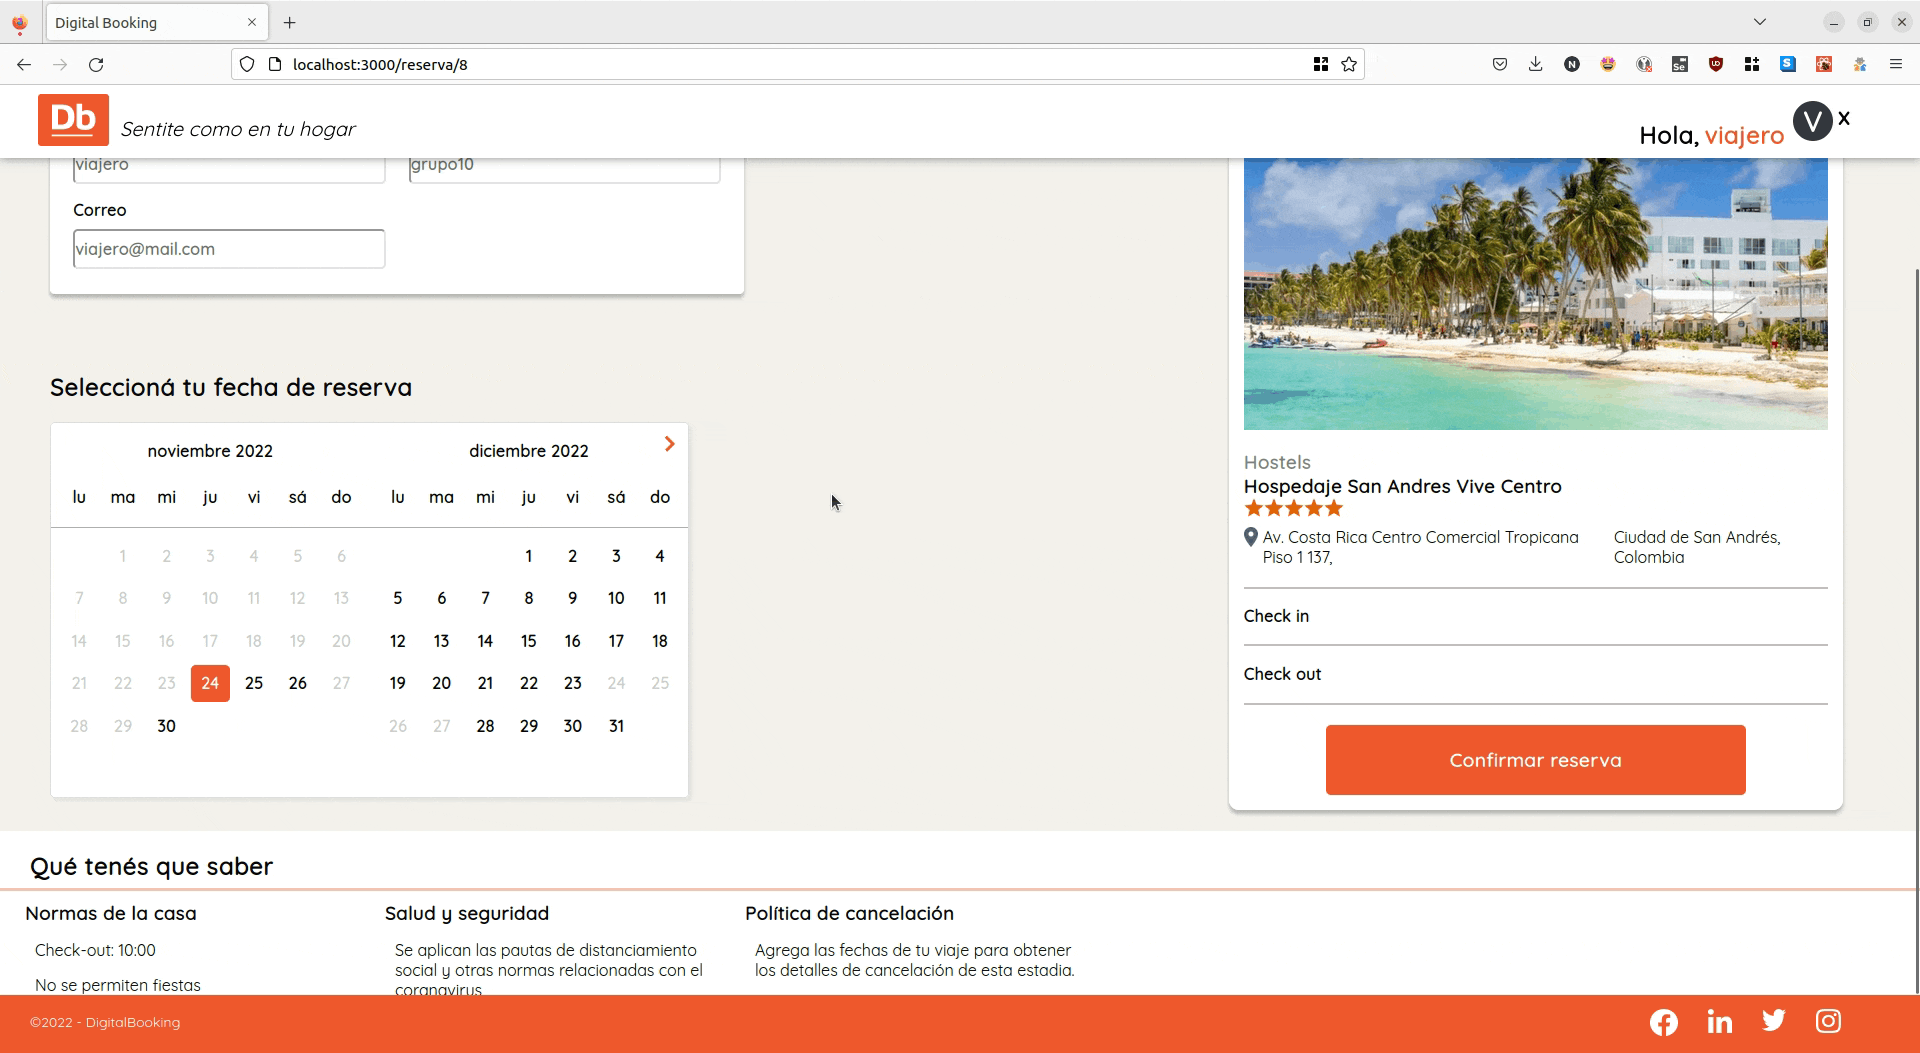 Digital Booking
localhost:3000/reserva/8
Db
Sentite como en tu hogar
Hola, viajero
V
X
viajero
grupo10
Correo
viajero@mail.com
Seleccioná tu fecha de reserva
noviembre 2022
lu ma mi ju vi sá do
1 2 3 4 5 6
7 8 9 10 11 12 13
14 15 16 17 18 19 20
21 22 23 24 25 26 27
28 29 30
diciembre 2022
lu ma mi ju vi sá do
1 2 3 4
5 6 7 8 9 10 11
12 13 14 15 16 17 18
19 20 21 22 23 24 25
26 27 28 29 30 31
Hostels
Hospedaje San Andres Vive Centro
Av. Costa Rica Centro Comercial Tropicana
Piso 1 137,
Ciudad de San Andrés,
Colombia
Check in
Check out
Confirmar reserva
Qué tenés que saber
Normas de la casa
Check-out: 10:00
No se permiten fiestas
Salud y seguridad
Se aplican las pautas de distanciamiento
social y otras normas relacionadas con el
coranavirus
Política de cancelación
Agrega las fechas de tu viaje para obtener
los detalles de cancelación de esta estadia.
©2022 - DigitalBooking